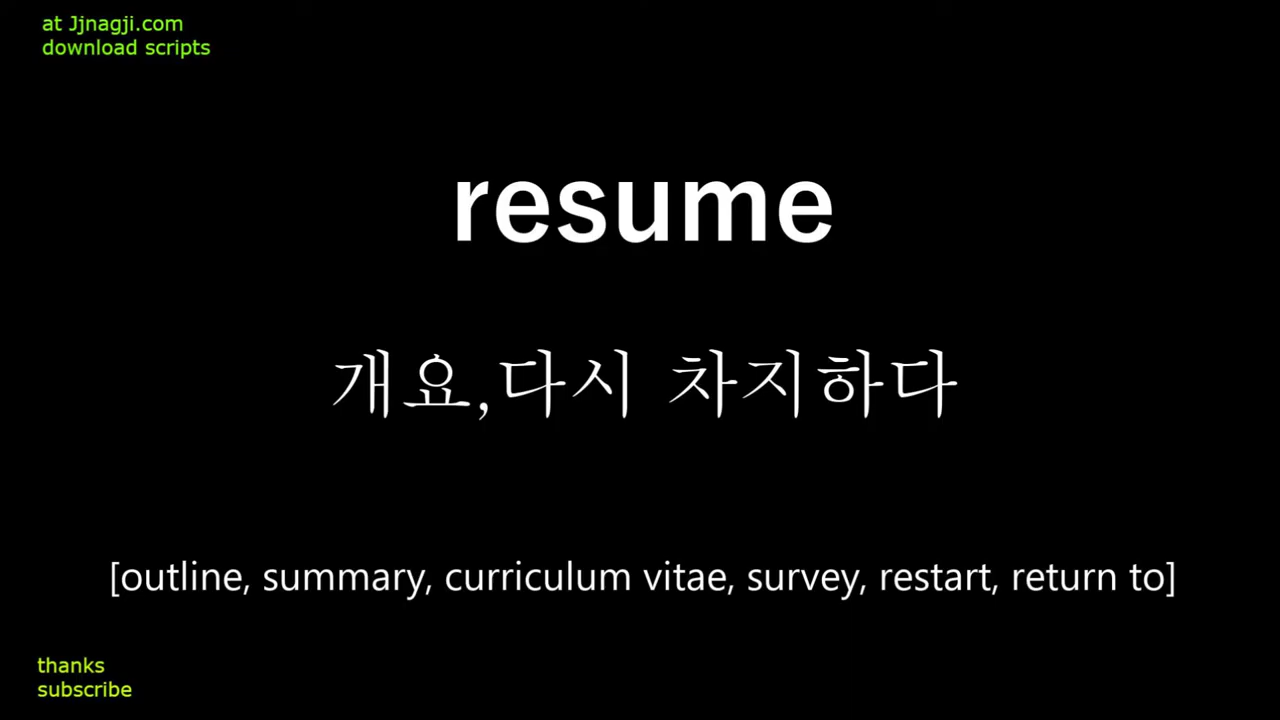 at Jjnagji.com
download scripts
resume
개요,다시 차지하다
[outline, summary, curriculum vitae, survey, restart, return to]
thanks
subscribe